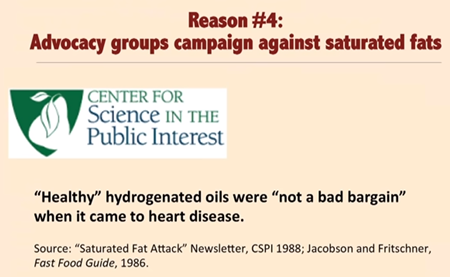 Reason #4:
Advocacy groups campaign against saturated fats
CENTER FOR
Science IN THE
Public Interest
“Healthy” hydrogenated oils were “not a bad bargain”
when it came to heart disease.
Source: “Saturated Fat Attack” Newsletter, CSPI 1988; Jacobson and Fritschner,
Fast Food Guide, 1986.